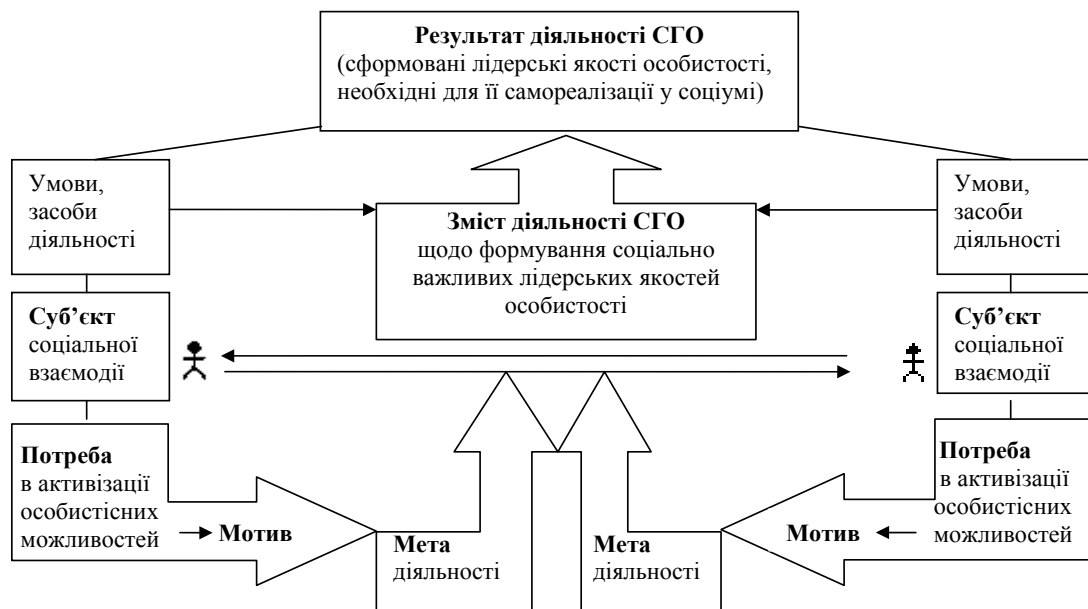 Результат діяльності СГО
(сформовані лідерські якості особистості,
необхідні для її самореалізації у соціумі)
Умови,
засоби
діяльності
Зміст діяльності СГО
щодо формування соціально
важливих лідерських якостей
особистості
Умови,
засоби
діяльності
Суб’єкт
соціальної
взаємодії
Суб’єкт
соціальної
взаємодії
Потреба
в активізації
особистісних
можливостей
Мотив
Мета
діяльності
Мета
діяльності
Мотив
Потреба
в активізації
особистісних
можливостей